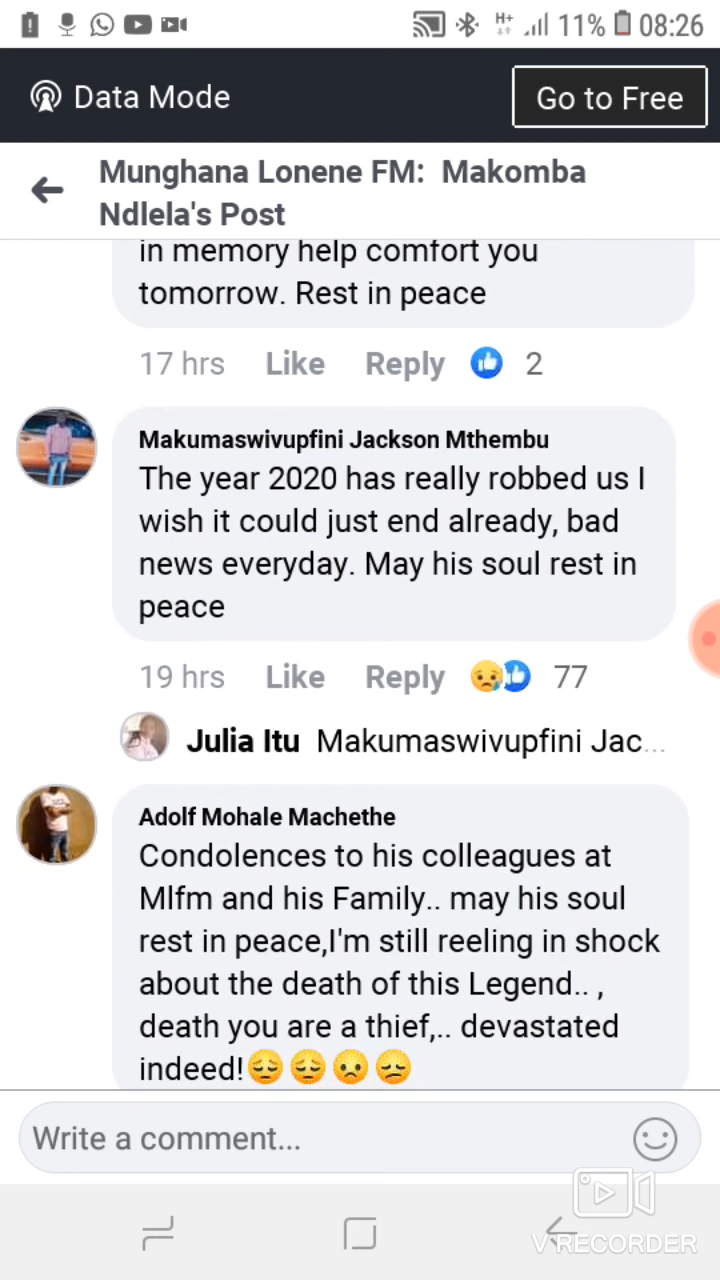 11% 08:26
Data Mode
Go to Free
Munghana Lonene FM: Makomba
Ndlela's Post
in memory help comfort you
tomorrow. Rest in peace
17 hrs Like Reply 2
Makumaswivupfini Jackson Mthembu
The year 2020 has really robbed us I
wish it could just end already, bad
news everyday. May his soul rest in
peace
19 hrs Like Reply 77
Julia Itu Makumaswivupfini Jac...
Adolf Mohale Machethe
Condolences to his colleagues at
Mlfm and his Family.. may his soul
rest in peace,I'm still reeling in shock
about the death of this Legend.. ,
death you are a thief,.. devastated
indeed!😔😔☹️😞
Write a comment...
V RECORDER